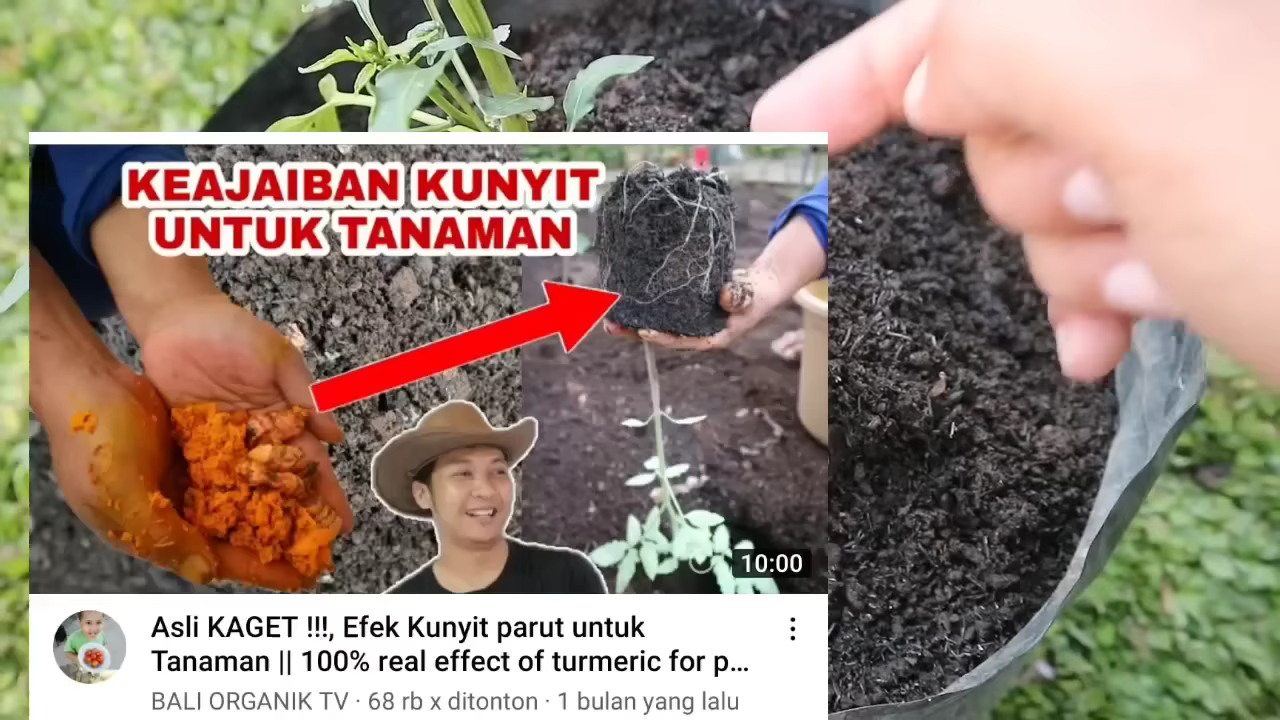 KEAJAIBAN KUNYIT
UNTUK TANAMAN
10:00
Asli KAGET !!!, Efek Kunyit parut untuk
Tanaman || 100% real effect of turmeric for p...
BALI ORGANIK TV · 68 rb x ditonton · 1 bulan yang lalu